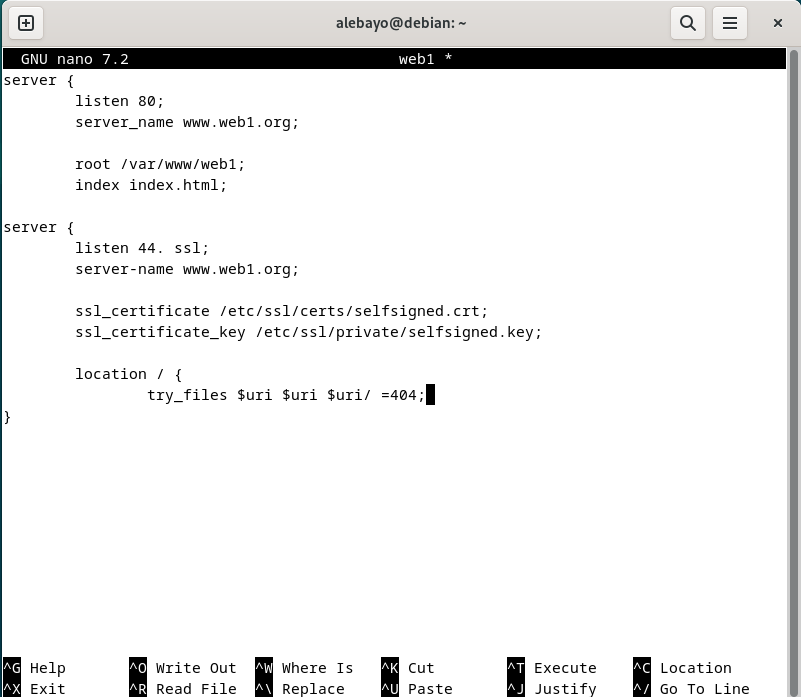 alebayo@debian: ~
GNU nano 7.2 web1 *
server {
        listen 80;
        server_name www.web1.org;

        root /var/www/web1;
        index index.html;

server {
        listen 44. ssl;
        server-name www.web1.org;

        ssl_certificate /etc/ssl/certs/selfsigned.crt;
        ssl_certificate_key /etc/ssl/private/selfsigned.key;

        location / {
                try_files $uri $uri $uri/ =404;
}
^G Help ^O Write Out ^W Where Is ^K Cut ^T Execute ^C Location
^X Exit ^R Read File ^\ Replace ^U Paste ^J Justify ^/ Go To Line